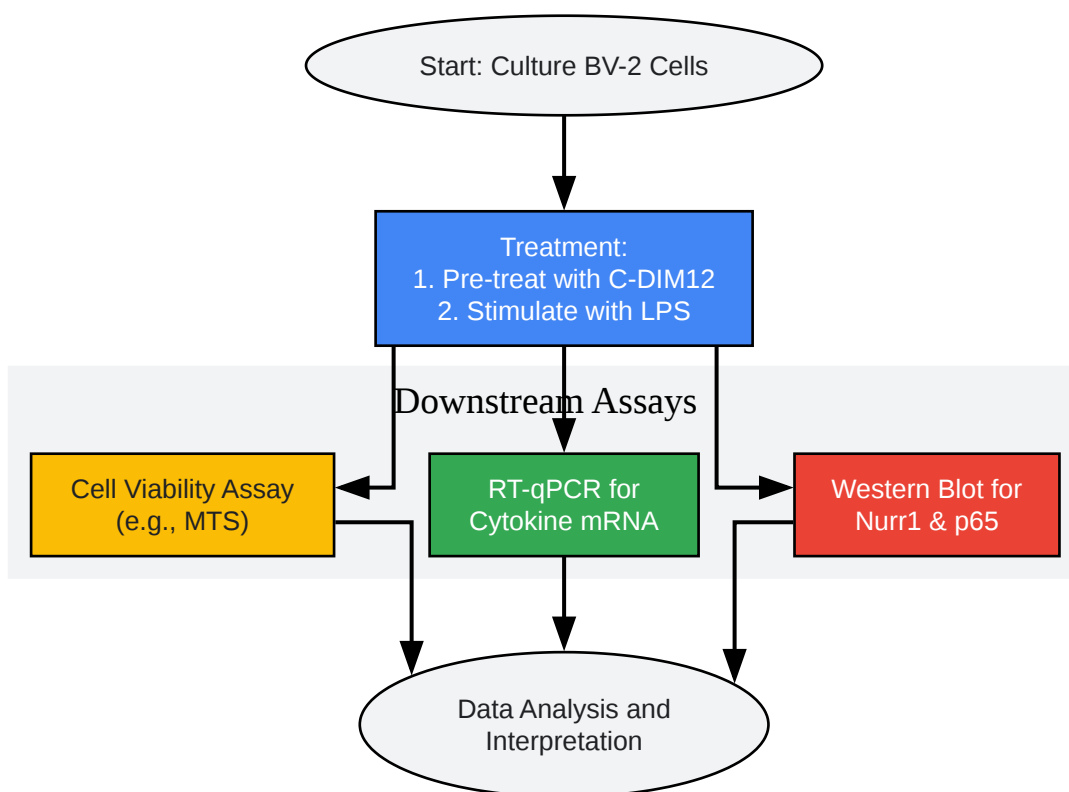 Start: Culture BV-2 Cells
Treatment:
1. Pre-treat with C-DIM12
2. Stimulate with LPS
Downstream Assays
Cell Viability Assay
(e.g., MTS)
RT-qPCR for
Cytokine mRNA
Western Blot for
Nurr1 & p65
Data Analysis and
Interpretation